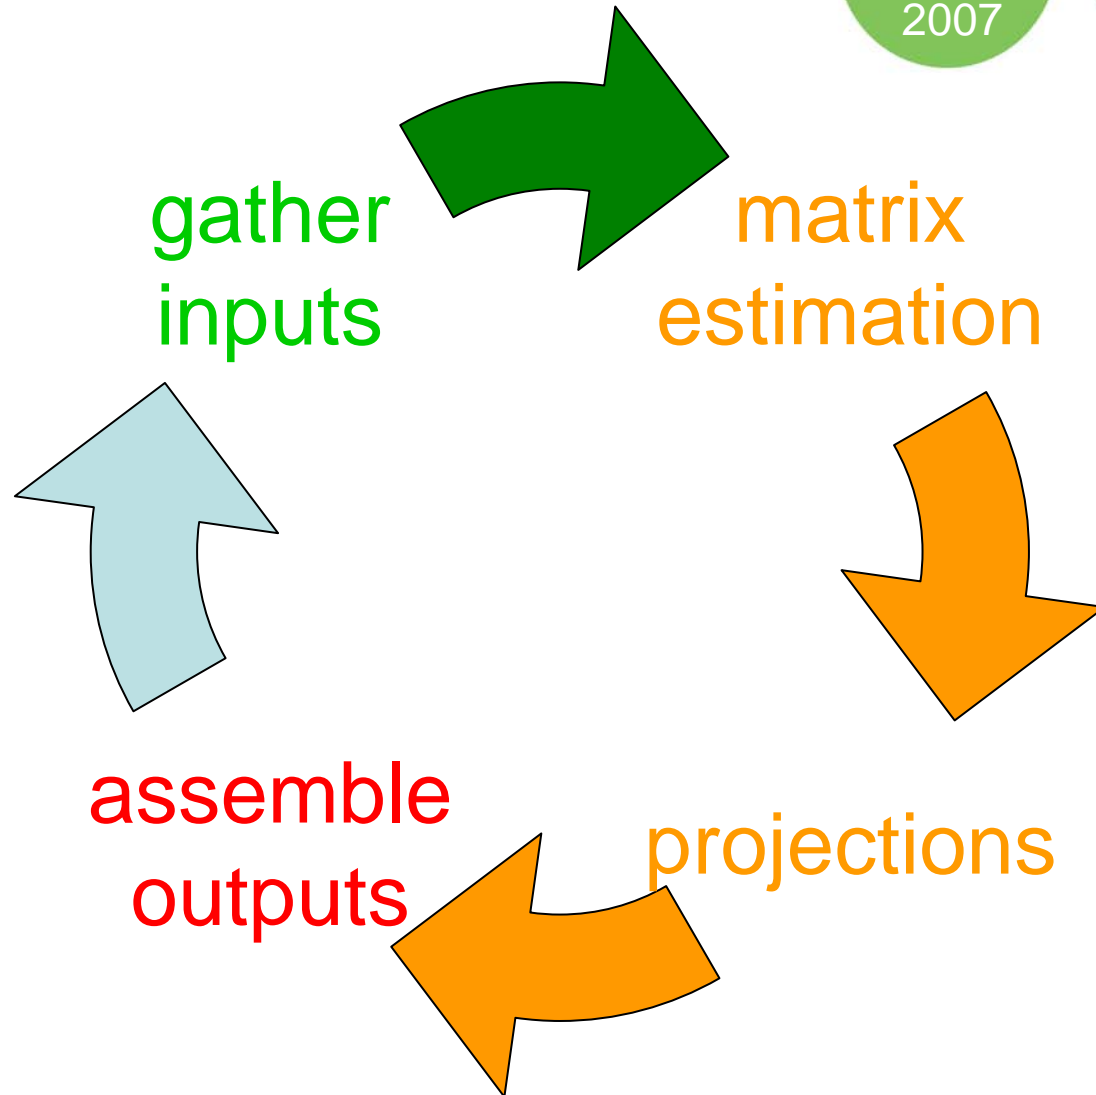 2007
gather
inputs
matrix
estimation
projections
assemble
outputs